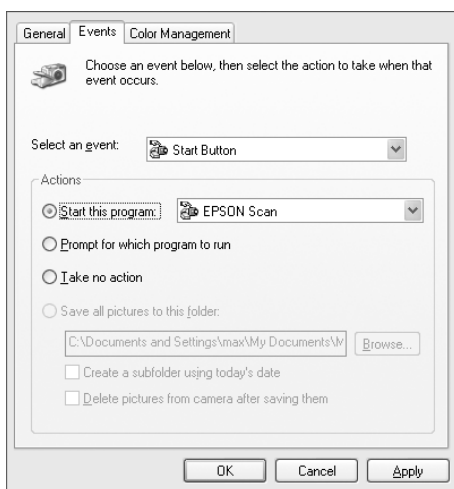 General Events Color Management
Choose an event below, then select the action to take when that
event occurs.
Select an event: Start Button
Actions
Start this program: EPSON Scan
Prompt for which program to run
Take no action
Save all pictures to this folder:
C:\Documents and Settings\max\My Documents\M Browse...
Create a subfolder using today's date
Delete pictures from camera after saving them
OK Cancel Apply